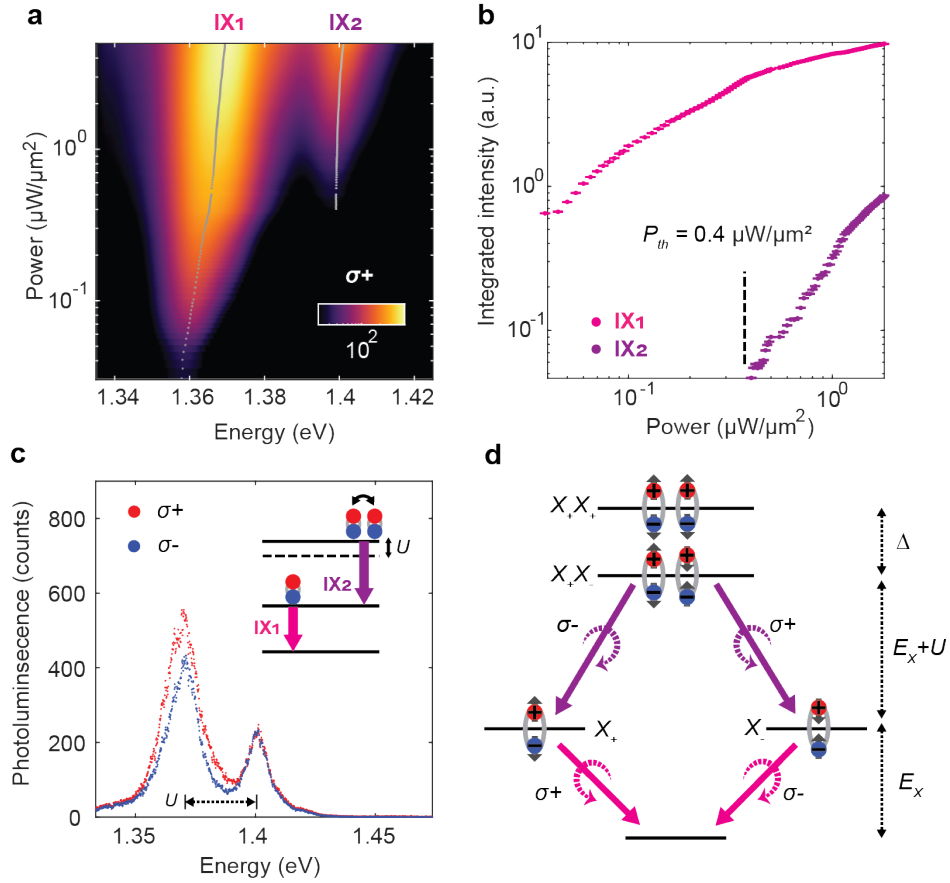 a
IX1
IX2
Power (µW/µm²)
10⁰
10⁻¹
σ+
10²
1.34
1.36
1.38
1.4
1.42
Energy (eV)
b
Integrated intensity (a.u.)
10¹
10⁰
10⁻¹
P_th = 0.4 µW/µm²
IX1
IX2
10⁻¹
10⁰
Power (µW/µm²)
c
Photoluminsecence (counts)
800
600
400
200
0
σ+
σ-
U
IX2
IX1
U
1.35
1.4
1.45
Energy (eV)
d
X₊X₊
+ +
− −
Δ
X₊X₋
+ +
− −
σ-
σ+
E_X+U
+
−
X₊
X₋
+
−
σ+
σ-
E_X